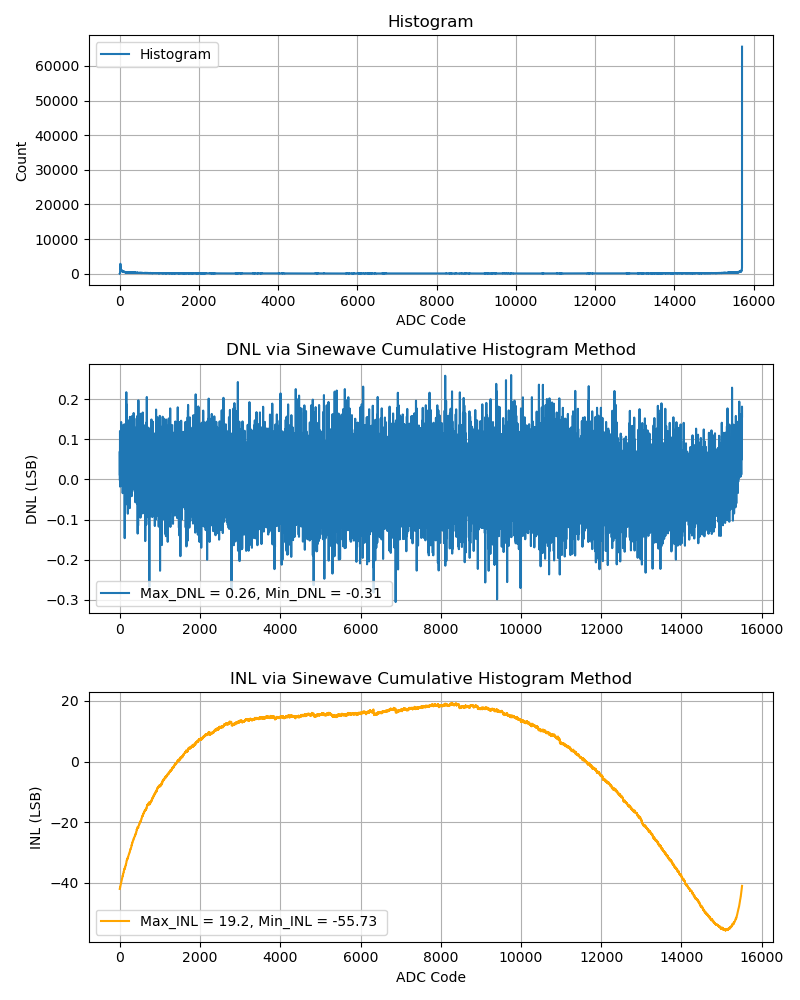 Histogram
Histogram
60000
50000
40000
30000
20000
10000
0
Count
0 2000 4000 6000 8000 10000 12000 14000 16000
ADC Code
DNL via Sinewave Cumulative Histogram Method
0.2
0.1
0.0
−0.1
−0.2
−0.3
DNL (LSB)
Max_DNL = 0.26, Min_DNL = -0.31
0 2000 4000 6000 8000 10000 12000 14000 16000
INL via Sinewave Cumulative Histogram Method
20
0
−20
−40
INL (LSB)
Max_INL = 19.2, Min_INL = -55.73
0 2000 4000 6000 8000 10000 12000 14000 16000
ADC Code